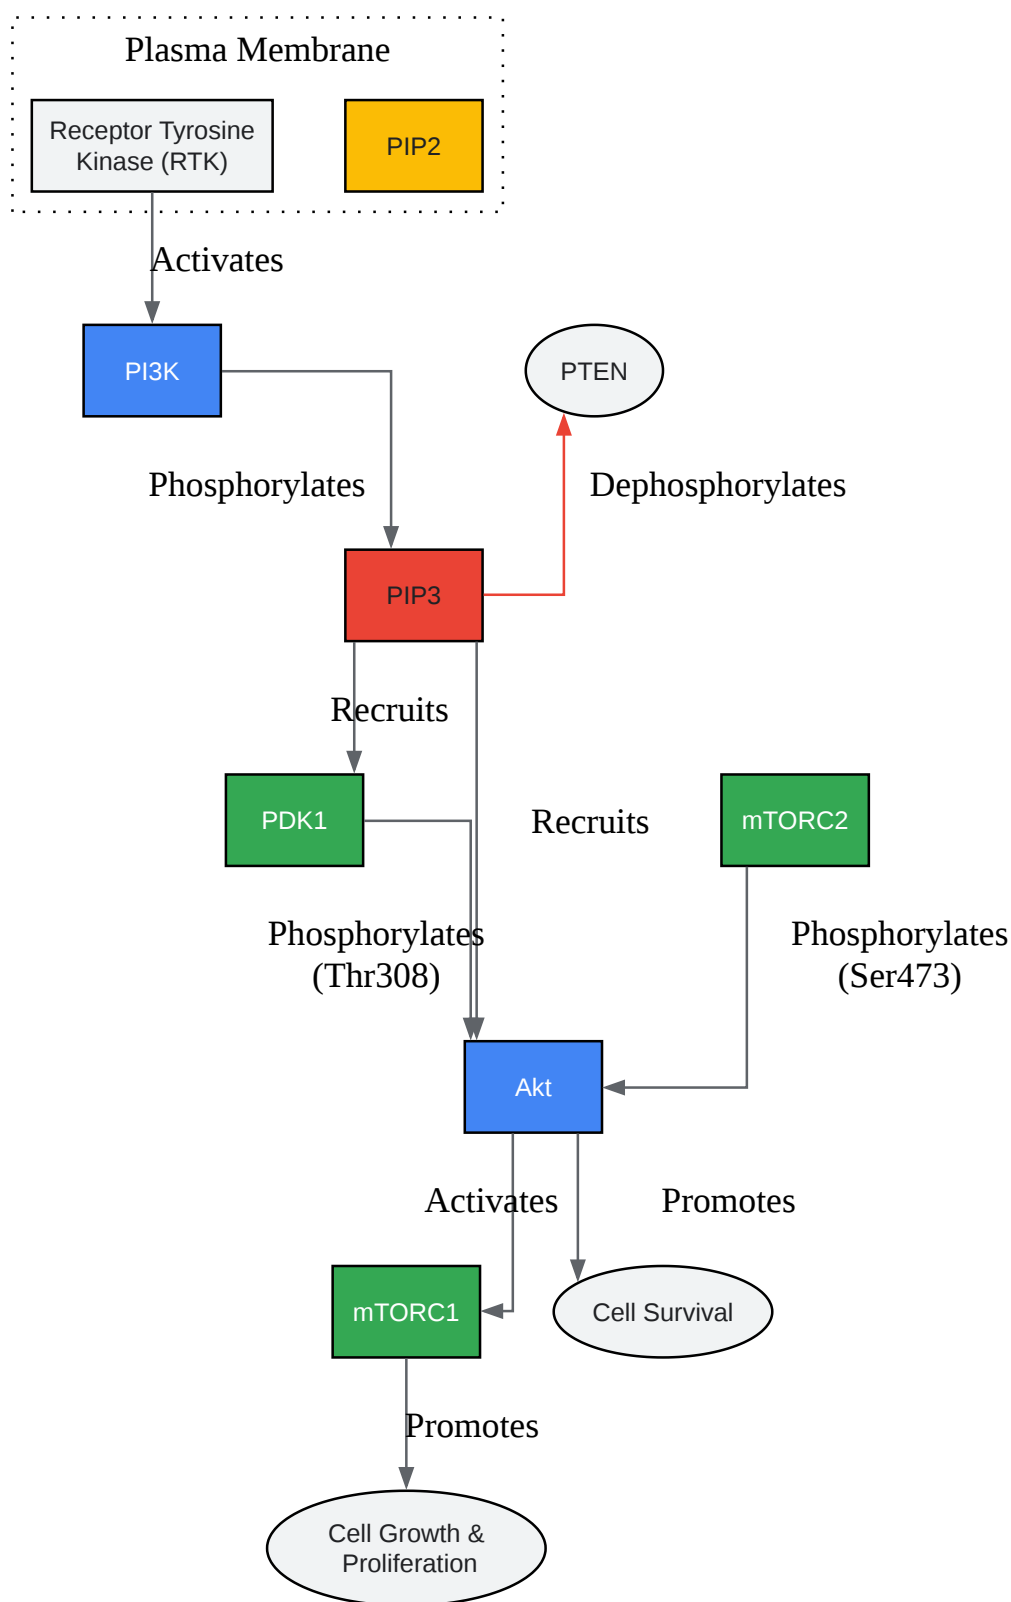 Plasma Membrane
Receptor Tyrosine
Kinase (RTK)
PIP2
Activates
PI3K
PTEN
Phosphorylates
Dephosphorylates
PIP3
Recruits
PDK1
Recruits
mTORC2
Phosphorylates
(Thr308)
Phosphorylates
(Ser473)
Akt
Activates
Promotes
mTORC1
Cell Survival
Promotes
Cell Growth &
Proliferation